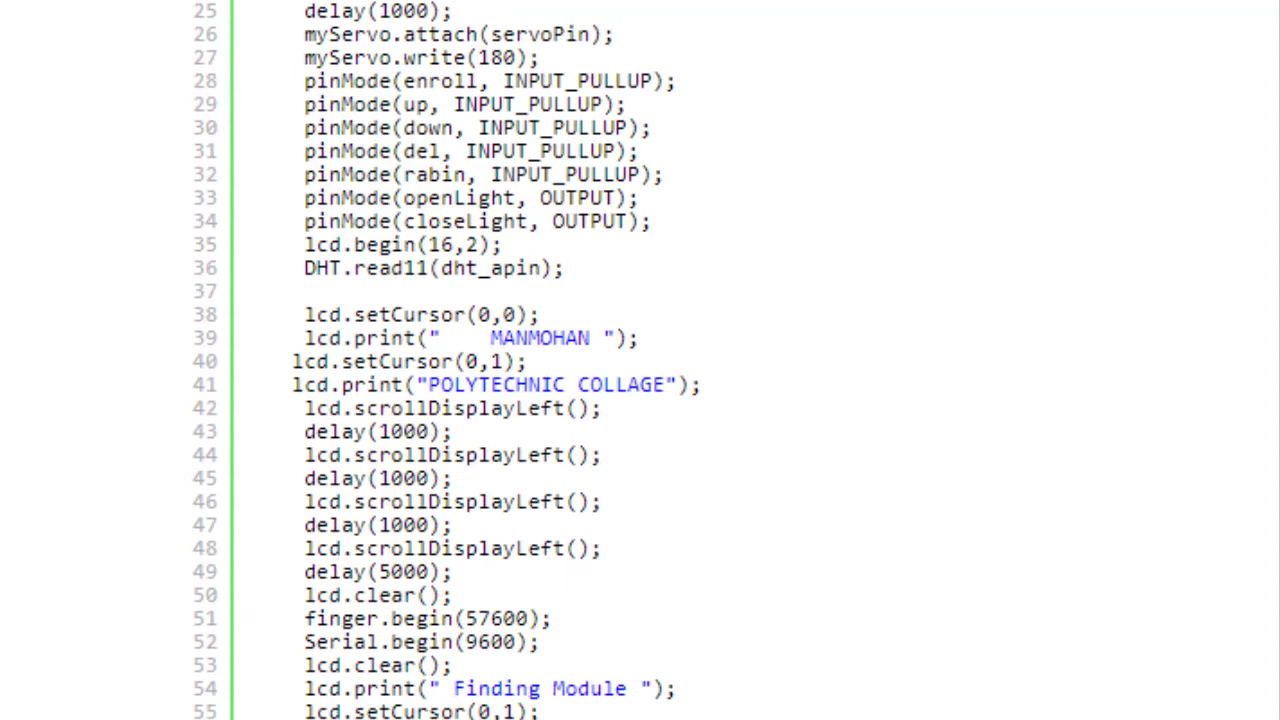 25 delay(1000);
26 myServo.attach(servoPin);
27 myServo.write(180);
28 pinMode(enroll, INPUT_PULLUP);
29 pinMode(up, INPUT_PULLUP);
30 pinMode(down, INPUT_PULLUP);
31 pinMode(del, INPUT_PULLUP);
32 pinMode(rabin, INPUT_PULLUP);
33 pinMode(openLight, OUTPUT);
34 pinMode(closeLight, OUTPUT);
35 lcd.begin(16,2);
36 DHT.read11(dht_apin);
37
38 lcd.setCursor(0,0);
39 lcd.print("    MANMOHAN ");
40 lcd.setCursor(0,1);
41 lcd.print("POLYTECHNIC COLLAGE");
42 lcd.scrollDisplayLeft();
43 delay(1000);
44 lcd.scrollDisplayLeft();
45 delay(1000);
46 lcd.scrollDisplayLeft();
47 delay(1000);
48 lcd.scrollDisplayLeft();
49 delay(5000);
50 lcd.clear();
51 finger.begin(57600);
52 Serial.begin(9600);
53 lcd.clear();
54 lcd.print(" Finding Module ");
55 lcd.setCursor(0,1);